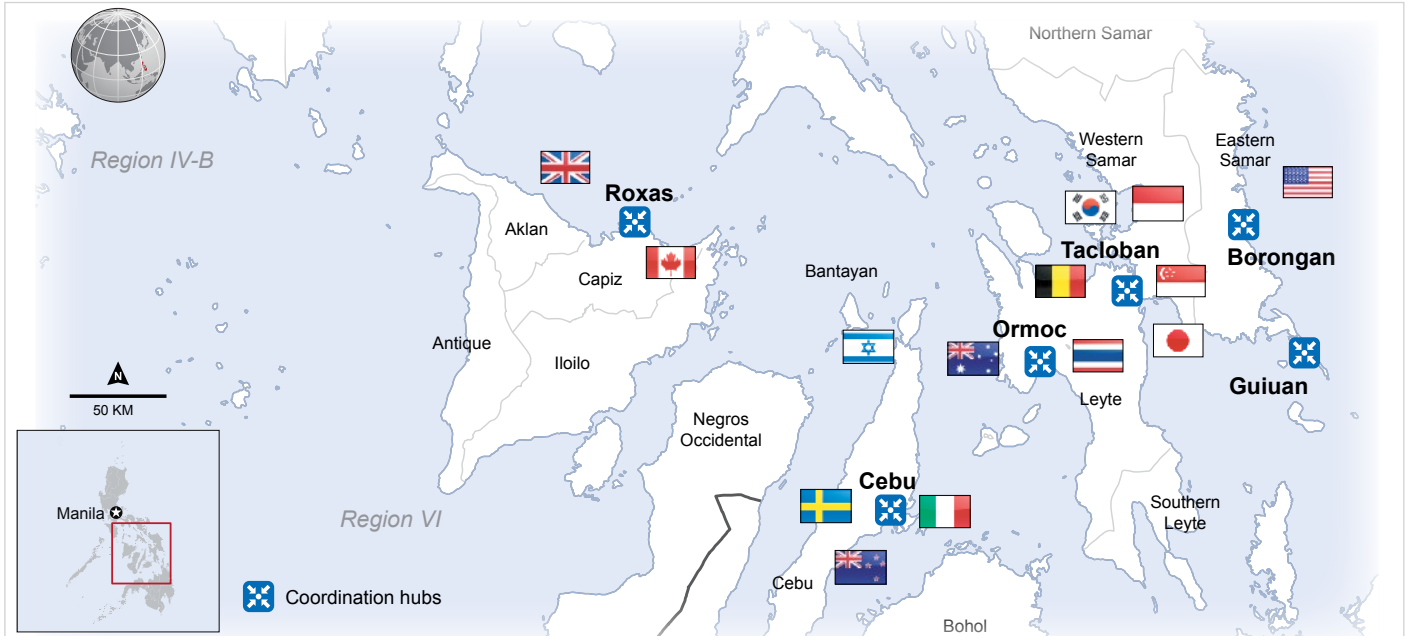 Northern Samar
Region IV-B
Western
Samar
Eastern
Samar
Roxas
Aklan
Tacloban
Borongan
Capiz
Bantayan
Ormoc
Antique
Iloilo
Guiuan
N
50 KM
Leyte
Negros
Occidental
Cebu
Manila
Region VI
Southern
Leyte
Cebu
Coordination hubs
Bohol